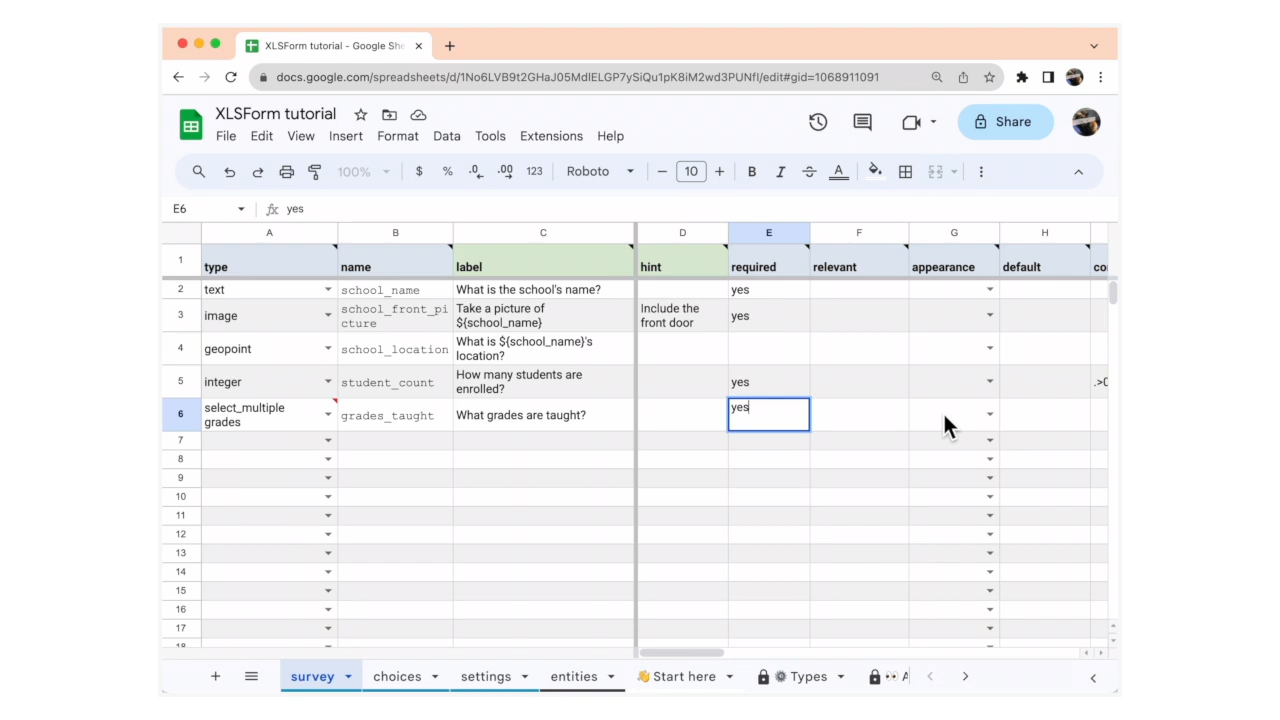 XLSForm tutorial - Google She
docs.google.com/spreadsheets/d/1No6LVB9t2GHaJ05MdIELGP7ySiQu1pK8iM2wd3PUNfI/edit#gid=1068911091
XLSForm tutorial
File Edit View Insert Format Data Tools Extensions Help
Share
100% $ % .0 .00 123 Roboto 10 B I A
E6 fx yes
A B C D E F G H
1 type name label hint required relevant appearance default co
2 text school_name What is the school's name? yes
3 image school_front_pi
cture Take a picture of
${school_name} Include the
front door yes
4 geopoint school_location What is ${school_name}'s
location?
5 integer student_count How many students are
enrolled? yes .>0
6 select_multiple
grades grades_taught What grades are taught? yes
7
8
9
10
11
12
13
14
15
16
17
18
survey choices settings entities Start here Types A